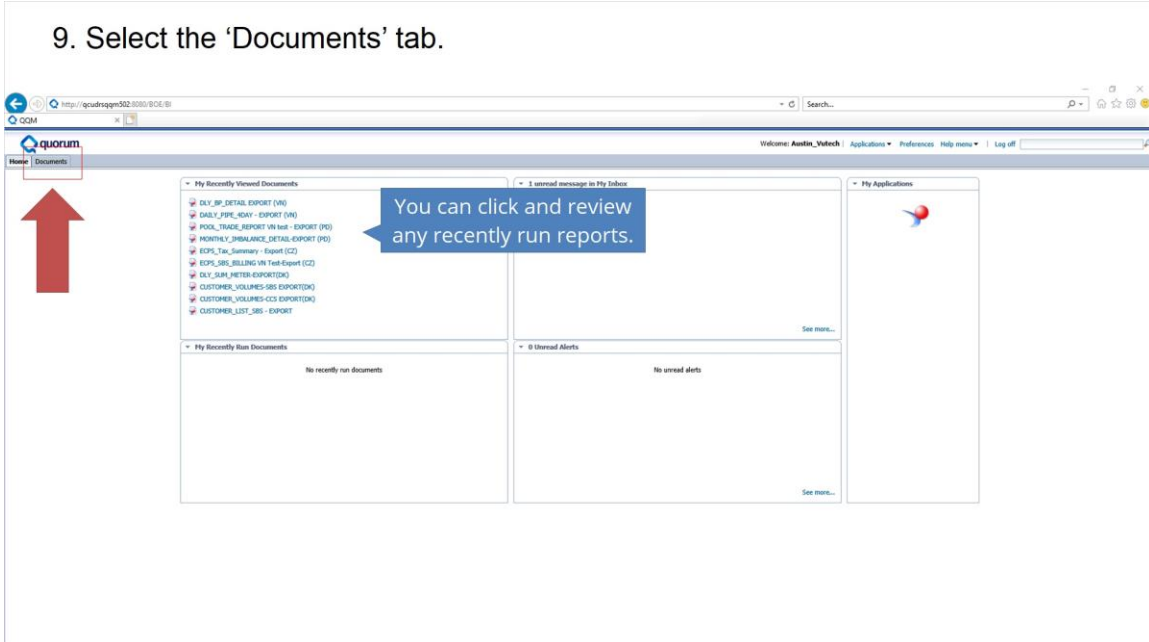 9. Select the ‘Documents’ tab.
http://qcudrsqqm502:8080/BOE/BI
Search...
QQM
quorum
Welcome: Austin_Vutech | Applications Preferences Help menu | Log off
Home Documents
My Recently Viewed Documents
DLY_BP_DETAIL EXPORT (VN)
DAILY_PIPE_4DAY - EXPORT (VN)
POOL_TRADE_REPORT VN test - EXPORT (PD)
MONTHLY_IMBALANCE_DETAIL-EXPORT (PD)
ECPS_Tax_Summary - Export (CZ)
ECPS_SBS_BILLING VN Test-Export (CZ)
DLY_SUM_METER-EXPORT(DK)
CUSTOMER_VOLUMES-SBS EXPORT(DK)
CUSTOMER_VOLUMES-CCS EXPORT(DK)
CUSTOMER_LIST_SBS - EXPORT
You can click and review
any recently run reports.
1 unread message in My Inbox
See more...
My Applications
My Recently Run Documents
No recently run documents
0 Unread Alerts
No unread alerts
See more...